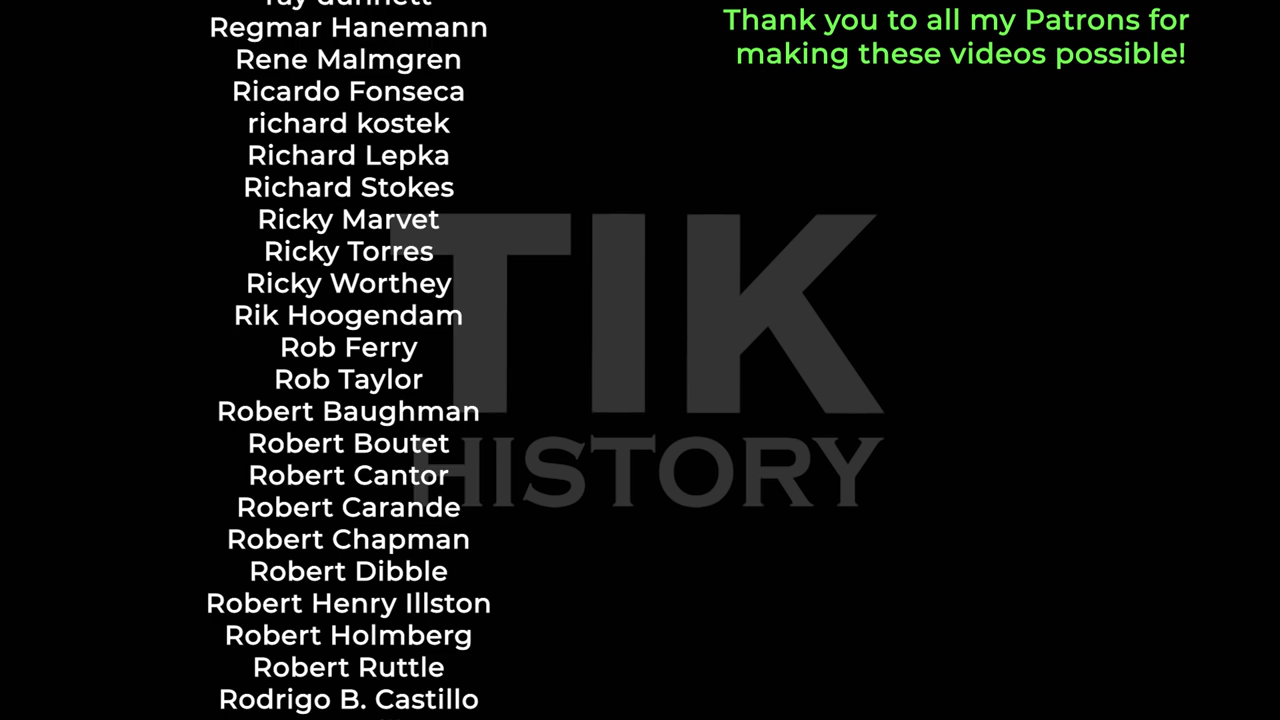 Regmar Hanemann
Rene Malmgren
Ricardo Fonseca
richard kostek
Richard Lepka
Richard Stokes
Ricky Marvet
Ricky Torres
Ricky Worthey
Rik Hoogendam
Rob Ferry
Rob Taylor
Robert Baughman
Robert Boutet
Robert Cantor
Robert Carande
Robert Chapman
Robert Dibble
Robert Henry Illston
Robert Holmberg
Robert Ruttle
Rodrigo B. Castillo
Thank you to all my Patrons for
making these videos possible!
TIK
HISTORY